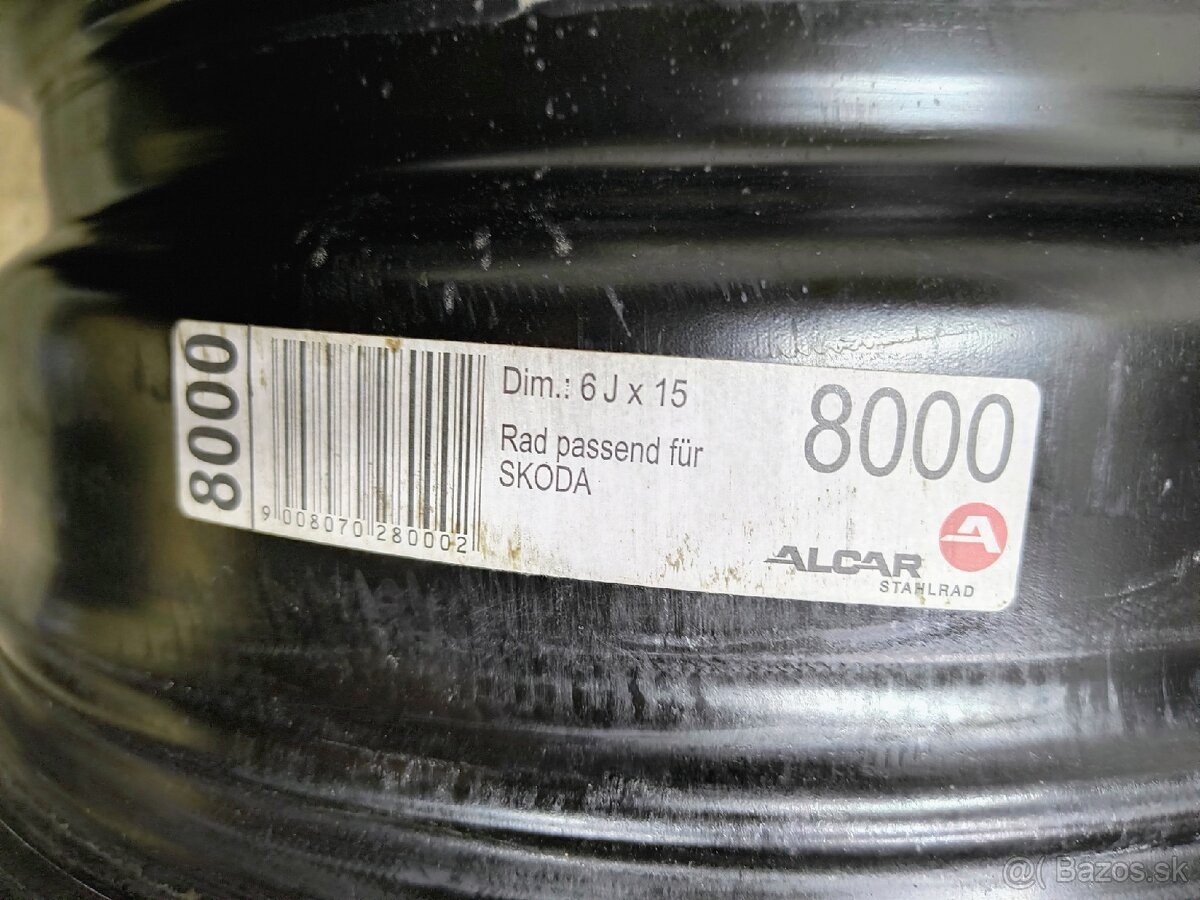 8000
9 008070 280002
Dim.: 6 J x 15
Rad passend für
SKODA
8000
ALCAR
STAHLRAD
@( Bazos.sk